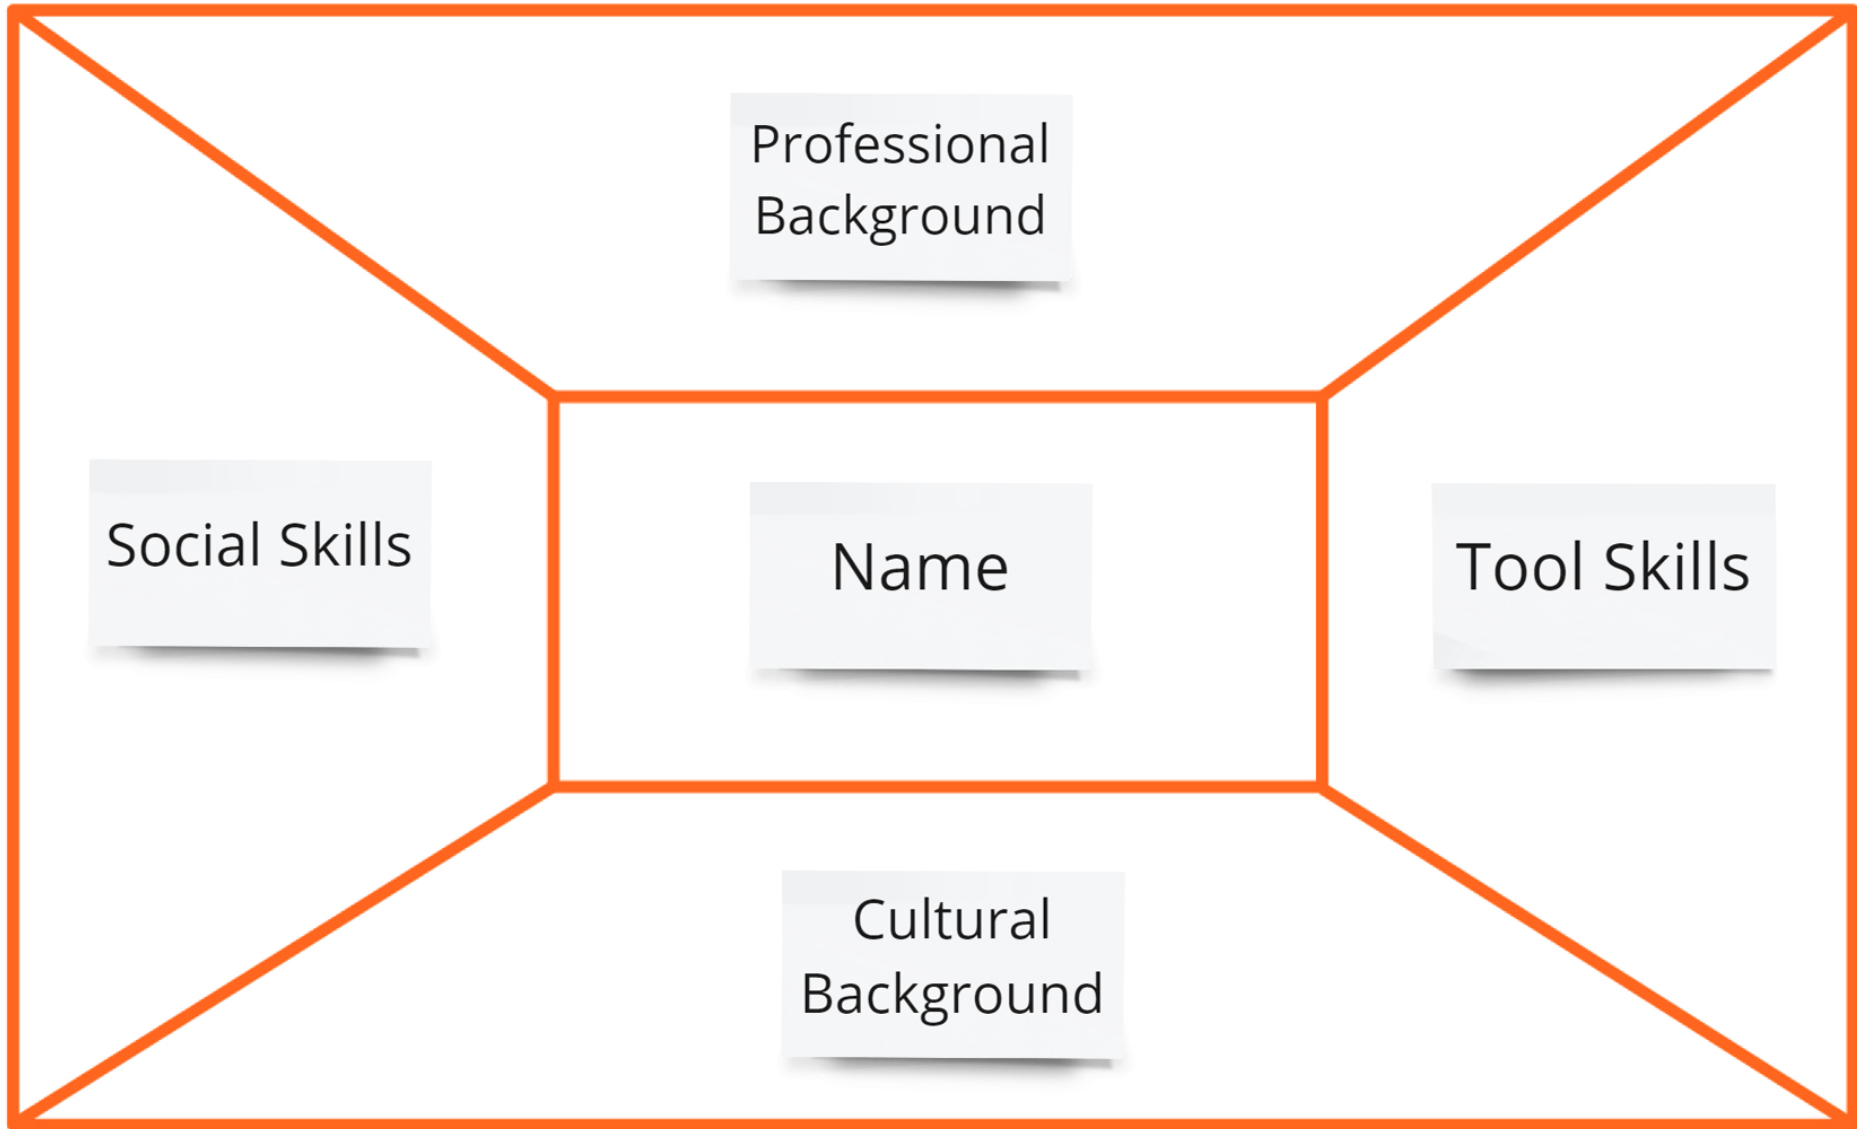 Professional
Background
Social Skills
Name
Tool Skills
Cultural
Background